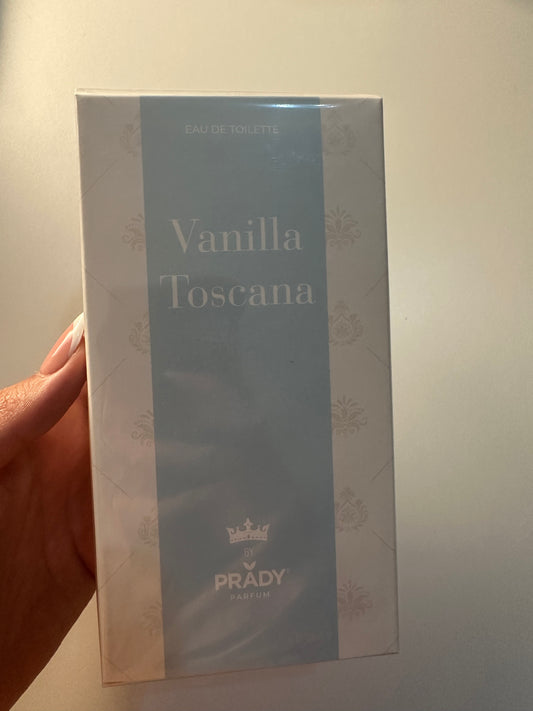 EAU DE TOILETTE
Vanilla
Toscana
BY
PRADY
PARFUM